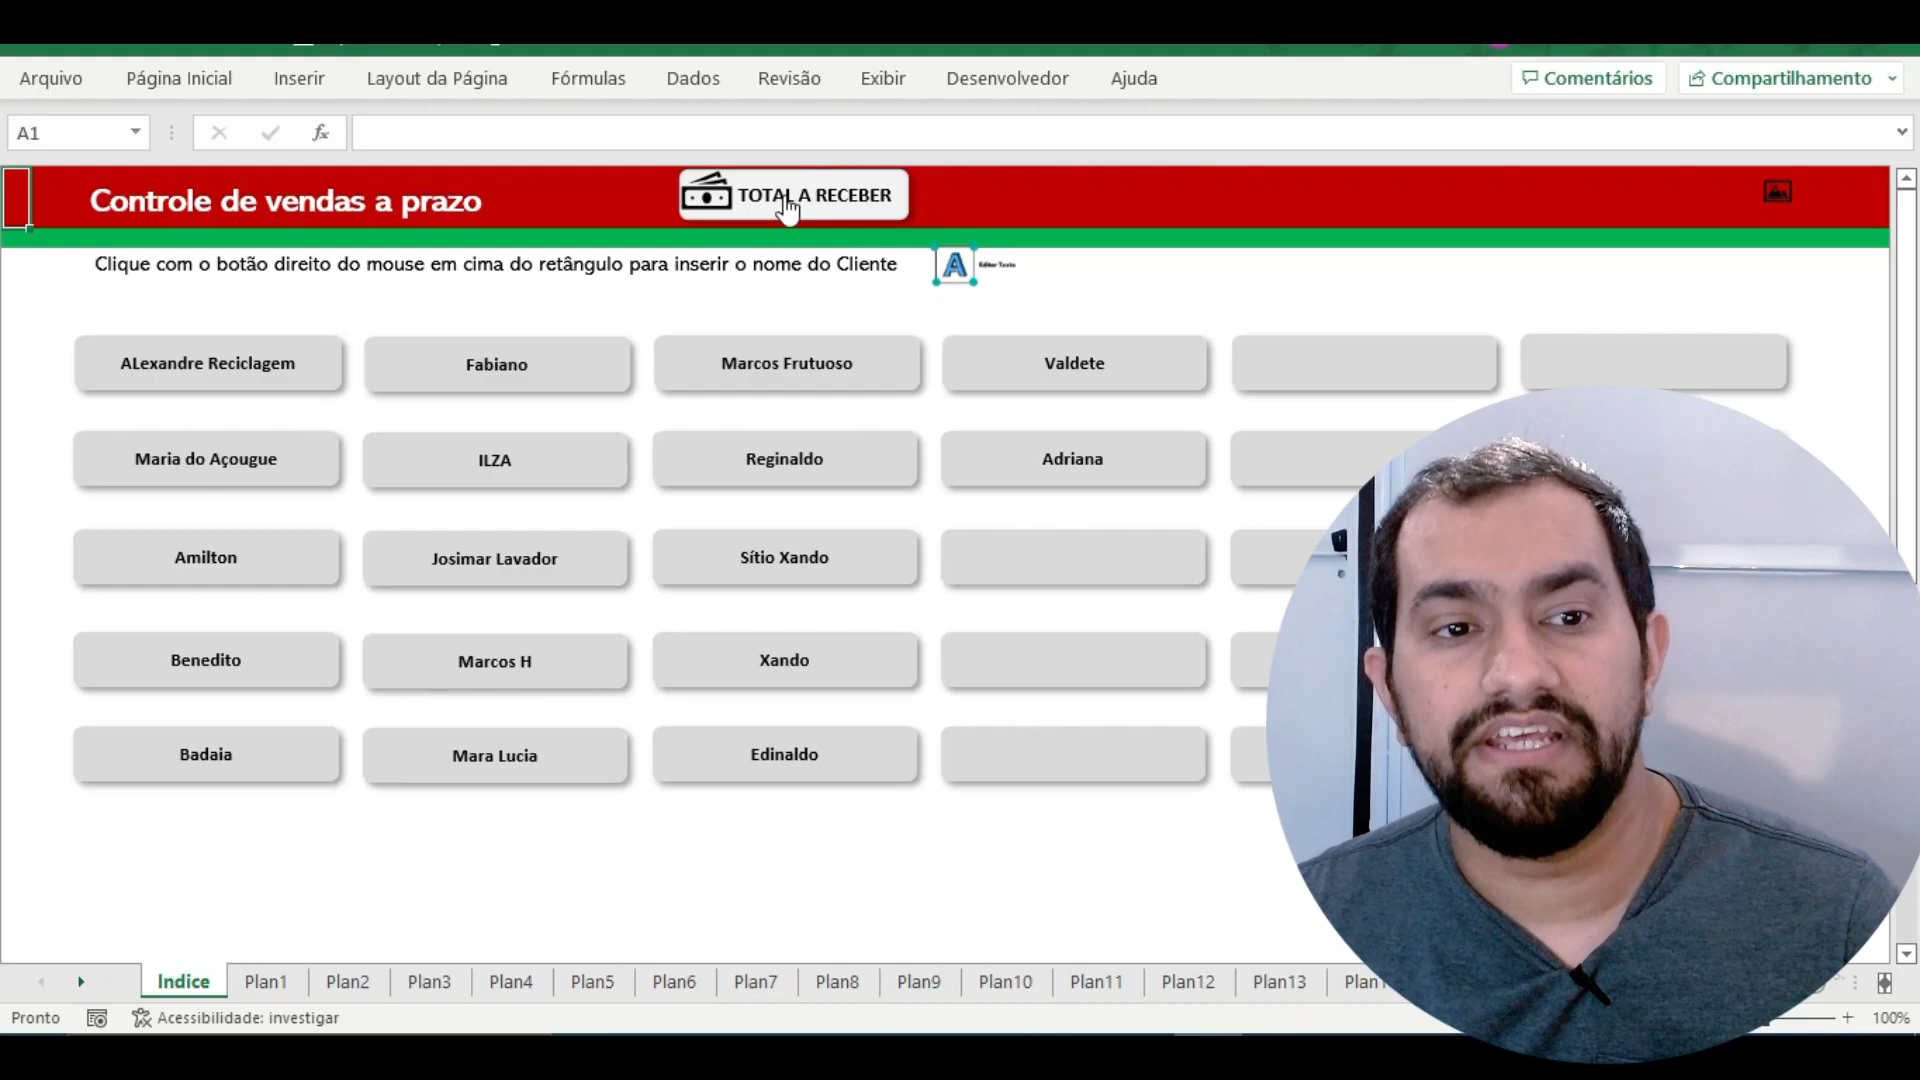 Arquivo Página Inicial Inserir Layout da Página Fórmulas Dados Revisão Exibir Desenvolvedor Ajuda Comentários Compartilhamento
A1 fx
Controle de vendas a prazo TOTAL A RECEBER
Clique com o botão direito do mouse em cima do retângulo para inserir o nome do Cliente A Editar Texto
ALexandre Reciclagem Fabiano Marcos Frutuoso Valdete
Maria do Açougue ILZA Reginaldo Adriana
Amilton Josimar Lavador Sítio Xando
Benedito Marcos H Xando
Badaia Mara Lucia Edinaldo
Indice Plan1 Plan2 Plan3 Plan4 Plan5 Plan6 Plan7 Plan8 Plan9 Plan10 Plan11 Plan12 Plan13
Pronto Acessibilidade: investigar 100%